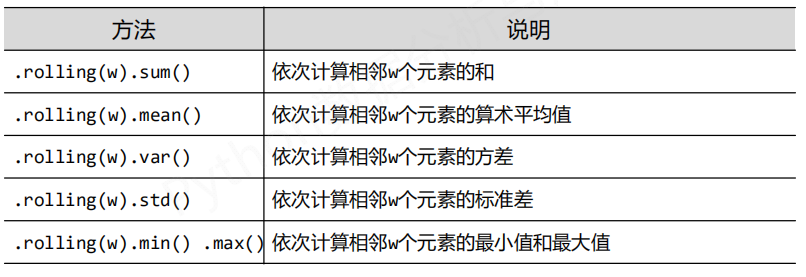 方法 说明
.rolling(w).sum() 依次计算相邻w个元素的和
.rolling(w).mean() 依次计算相邻w个元素的算术平均值
.rolling(w).var() 依次计算相邻w个元素的方差
.rolling(w).std() 依次计算相邻w个元素的标准差
.rolling(w).min() .max() 依次计算相邻w个元素的最小值和最大值